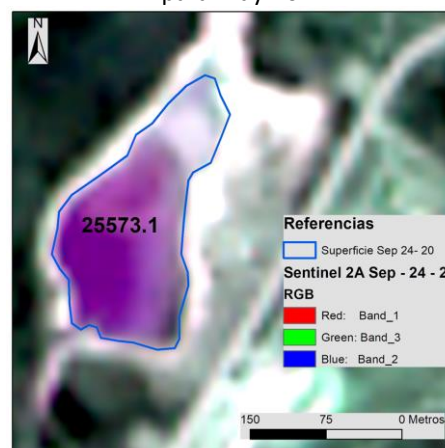 N
25573.1
Referencias
Superficie Sep 24- 20
Sentinel 2A Sep - 24 - 2
RGB
Red: Band_1
Green: Band_3
Blue: Band_2
150 75 0 Metros